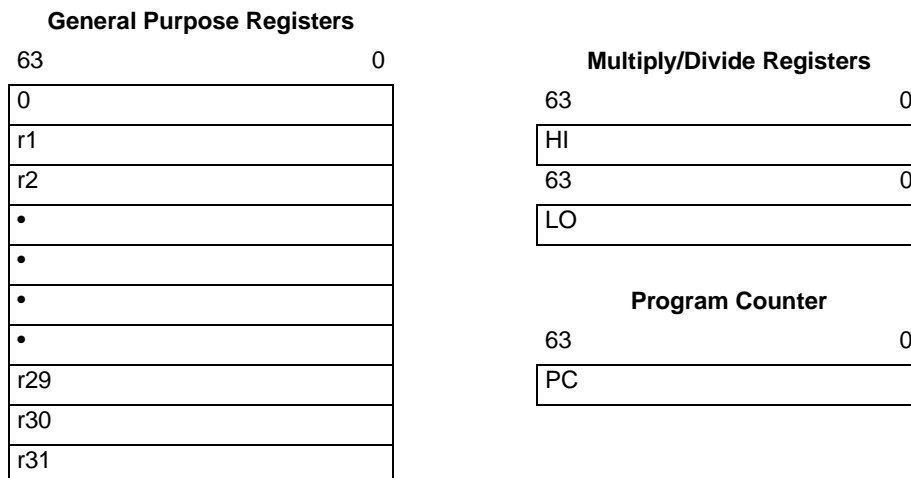 General Purpose Registers
63 0
0
r1
r2
•
•
•
•
r29
r30
r31
Multiply/Divide Registers
63 0
HI
63 0
LO
Program Counter
63 0
PC